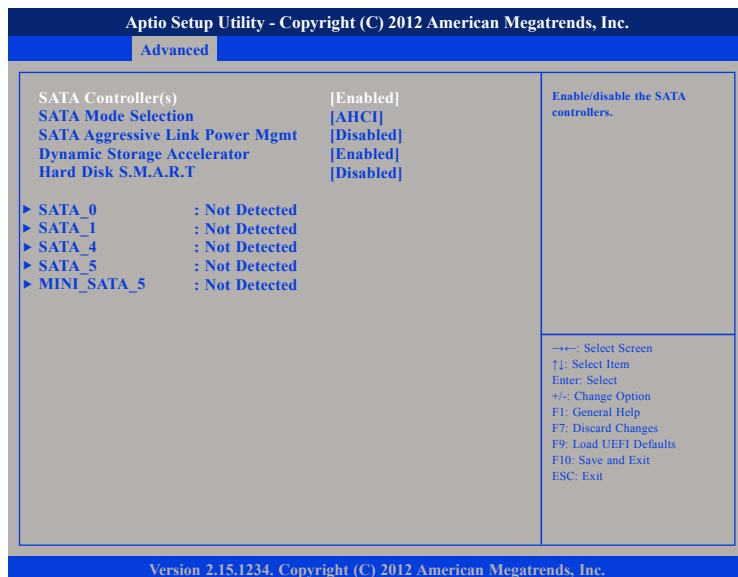 Aptio Setup Utility - Copyright (C) 2012 American Megatrends, Inc.
Advanced
SATA Controller(s) [Enabled]
SATA Mode Selection [AHCI]
SATA Aggressive Link Power Mgmt [Disabled]
Dynamic Storage Accelerator [Enabled]
Hard Disk S.M.A.R.T [Disabled]
▶ SATA_0 : Not Detected
▶ SATA_1 : Not Detected
▶ SATA_4 : Not Detected
▶ SATA_5 : Not Detected
▶ MINI_SATA_5 : Not Detected
Enable/disable the SATA
controllers.
→←: Select Screen
↑↓: Select Item
Enter: Select
+/-: Change Option
F1: General Help
F7: Discard Changes
F9: Load UEFI Defaults
F10: Save and Exit
ESC: Exit
Version 2.15.1234. Copyright (C) 2012 American Megatrends, Inc.